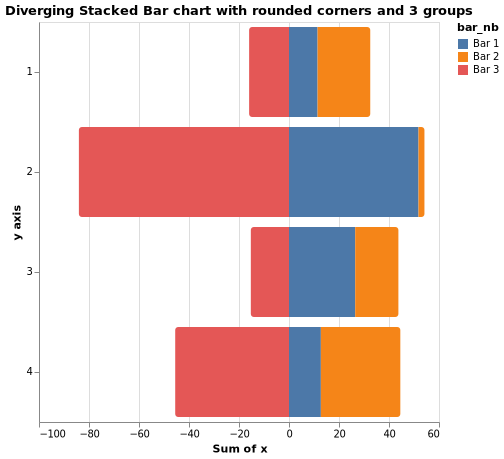 Diverging Stacked Bar chart with rounded corners and 3 groups
bar_nb
Bar 1
Bar 2
Bar 3
y axis
1
2
3
4
−100 −80 −60 −40 −20 0 20 40 60
Sum of x